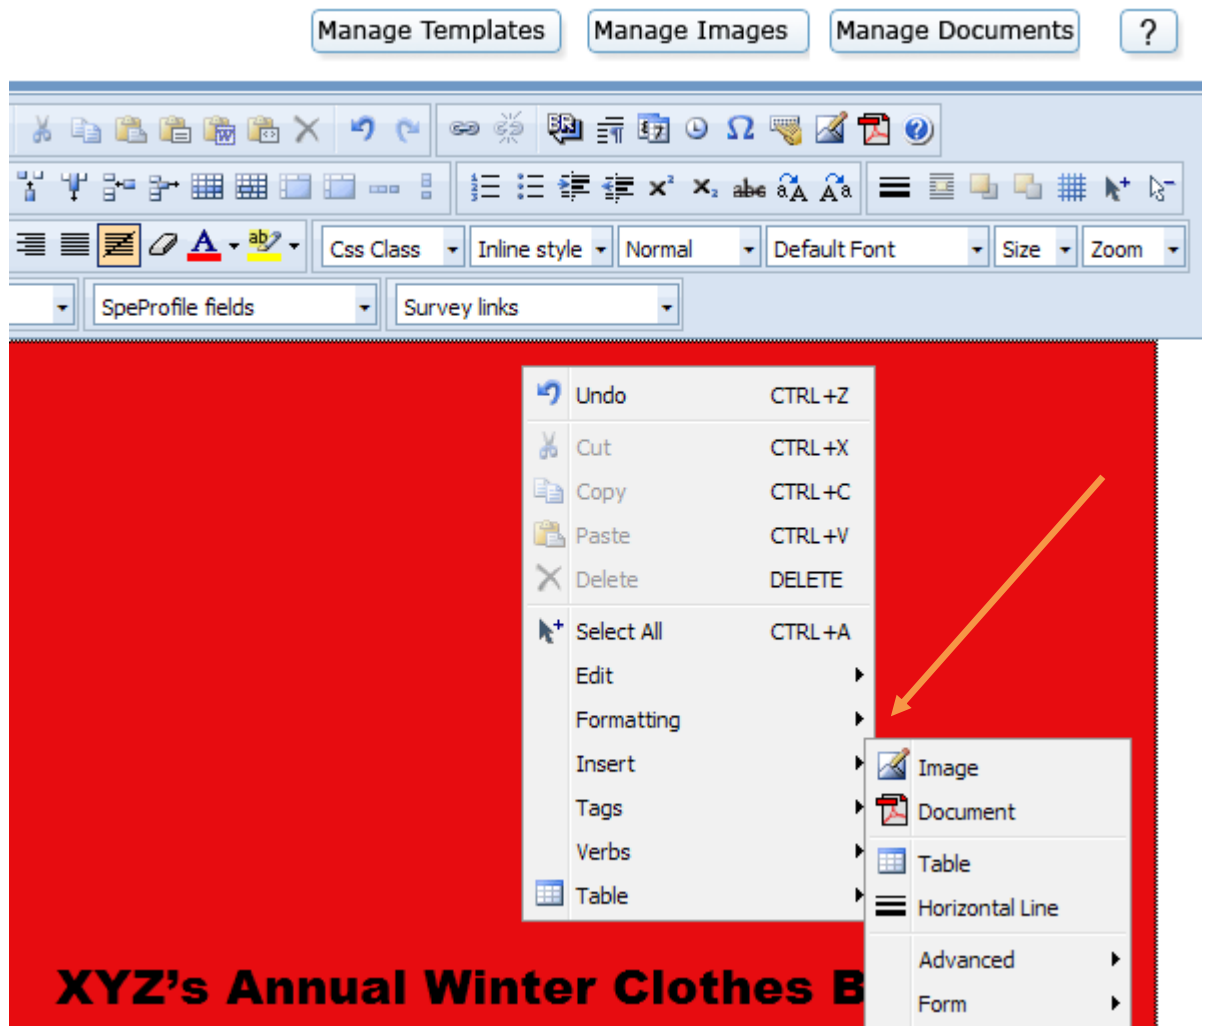 Manage Templates Manage Images Manage Documents ?
Css Class Inline style Normal Default Font Size Zoom
SpeProfile fields Survey links
Undo CTRL+Z
Cut CTRL+X
Copy CTRL+C
Paste CTRL+V
Delete DELETE
Select All CTRL+A
Edit
Formatting
Insert
Tags
Verbs
Table
Image
Document
Table
Horizontal Line
Advanced
Form
XYZ's Annual Winter Clothes B